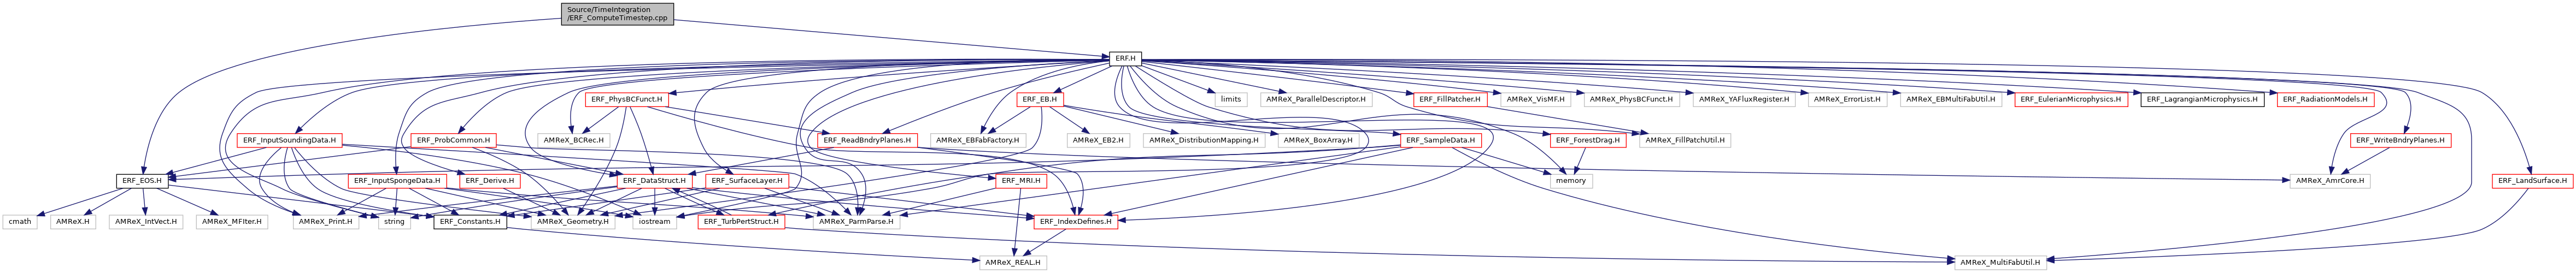 Source/TimeIntegration
/ERF_ComputeTimestep.cpp
ERF.H
ERF_PhysBCFunct.H
limits
AMReX_ParallelDescriptor.H
ERF_EB.H
ERF_FillPatcher.H
AMReX_VisMF.H
AMReX_PhysBCFunct.H
AMReX_YAFluxRegister.H
AMReX_ErrorList.H
AMReX_EBMultiFabUtil.H
ERF_EulerianMicrophysics.H
ERF_LagrangianMicrophysics.H
ERF_RadiationModels.H
ERF_InputSoundingData.H
ERF_ProbCommon.H
AMReX_BCRec.H
ERF_ReadBndryPlanes.H
AMReX_EBFabFactory.H
AMReX_EB2.H
AMReX_DistributionMapping.H
AMReX_BoxArray.H
ERF_SampleData.H
ERF_ForestDrag.H
AMReX_FillPatchUtil.H
ERF_WriteBndryPlanes.H
ERF_EOS.H
ERF_InputSpongeData.H
ERF_Derive.H
ERF_DataStruct.H
ERF_SurfaceLayer.H
ERF_MRI.H
memory
AMReX_AmrCore.H
ERF_LandSurface.H
cmath
AMReX.H
AMReX_IntVect.H
AMReX_MFIter.H
AMReX_Print.H
string
ERF_Constants.H
AMReX_Geometry.H
iostream
ERF_TurbPertStruct.H
AMReX_ParmParse.H
ERF_IndexDefines.H
AMReX_REAL.H
AMReX_MultiFabUtil.H